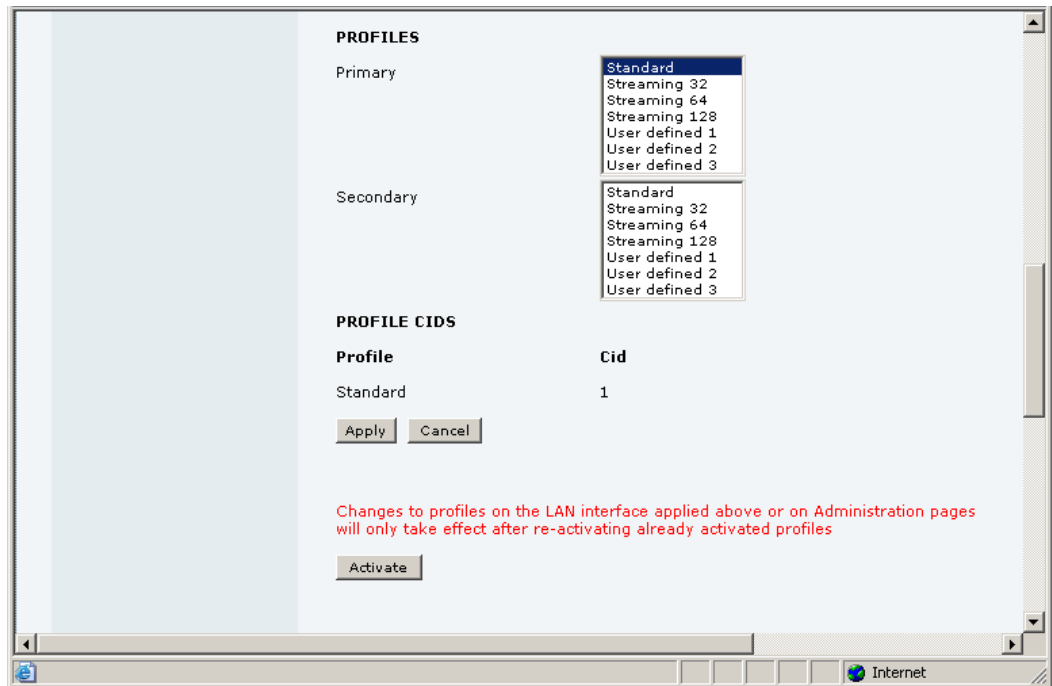 PROFILES
Primary
Standard
Streaming 32
Streaming 64
Streaming 128
User defined 1
User defined 2
User defined 3
Secondary
Standard
Streaming 32
Streaming 64
Streaming 128
User defined 1
User defined 2
User defined 3
PROFILE CIDS
Profile Cid
Standard 1
Apply Cancel
Changes to profiles on the LAN interface applied above or on Administration pages
will only take effect after re-activating already activated profiles
Activate
Internet